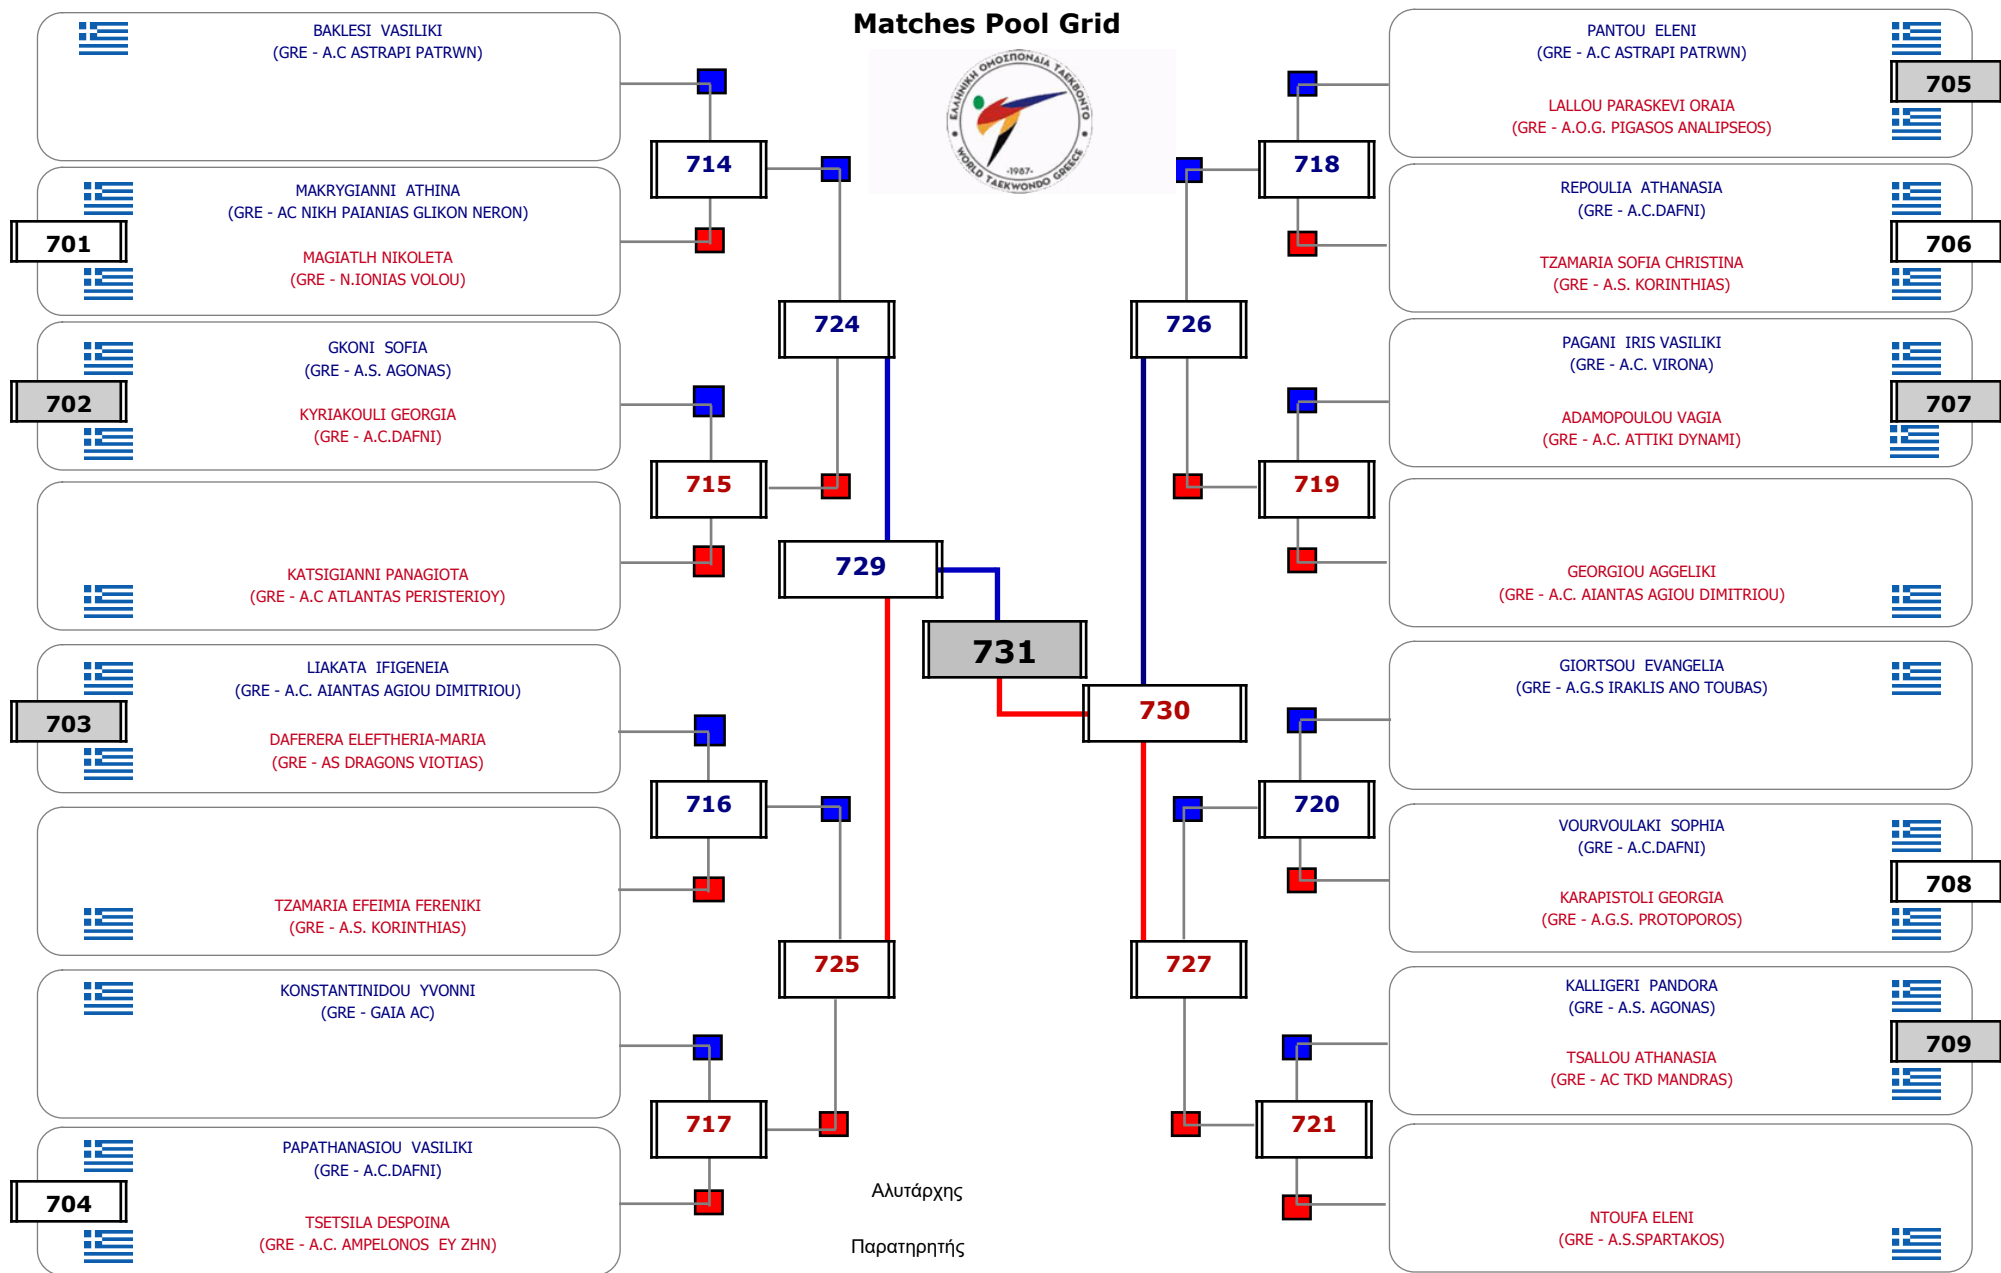 Matches Pool Grid
ΕΛΛΗΝΙΚΗ ΟΜΟΣΠΟΝΔΙΑ ΤΑΕΚΒΟΝΤΟ
WORLD TAEKWONDO GREECE
-1987-
BAKLESI VASILIKI
(GRE - A.C ASTRAPI PATRWN)
MAKRYGIANNI ATHINA
(GRE - AC NIKH PAIANIAS GLIKON NERON)
701
MAGIATLH NIKOLETA
(GRE - N.IONIAS VOLOU)
GKONI SOFIA
(GRE - A.S. AGONAS)
702
KYRIAKOULI GEORGIA
(GRE - A.C.DAFNI)
KATSIGIANNI PANAGIOTA
(GRE - A.C ATLANTAS PERISTERIOY)
LIAKATA IFIGENEIA
(GRE - A.C. AIANTAS AGIOU DIMITRIOU)
703
DAFERERA ELEFTHERIA-MARIA
(GRE - AS DRAGONS VIOTIAS)
TZAMARIA EFEIMIA FERENIKI
(GRE - A.S. KORINTHIAS)
KONSTANTINIDOU YVONNI
(GRE - GAIA AC)
PAPATHANASIOU VASILIKI
(GRE - A.C.DAFNI)
704
TSETSILA DESPOINA
(GRE - A.C. AMPELONOS EY ZHN)
714
715
716
717
724
725
729
731
730
726
727
718
719
720
721
PANTOU ELENI
(GRE - A.C ASTRAPI PATRWN)
705
LALLOU PARASKEVI ORAIA
(GRE - A.O.G. PIGASOS ANALIPSEOS)
REPOULIA ATHANASIA
(GRE - A.C.DAFNI)
706
TZAMARIA SOFIA CHRISTINA
(GRE - A.S. KORINTHIAS)
PAGANI IRIS VASILIKI
(GRE - A.C. VIRONA)
707
ADAMOPOULOU VAGIA
(GRE - A.C. ATTIKI DYNAMI)
GEORGIOU AGGELIKI
(GRE - A.C. AIANTAS AGIOU DIMITRIOU)
GIORTSOU EVANGELIA
(GRE - A.G.S IRAKLIS ANO TOUBAS)
VOURVOULAKI SOPHIA
(GRE - A.C.DAFNI)
708
KARAPISTOLI GEORGIA
(GRE - A.G.S. PROTOPOROS)
KALLIGERI PANDORA
(GRE - A.S. AGONAS)
709
TSALLOU ATHANASIA
(GRE - AC TKD MANDRAS)
NTOUFA ELENI
(GRE - A.S.SPARTAKOS)
Αλυτάρχης
Παρατηρητής